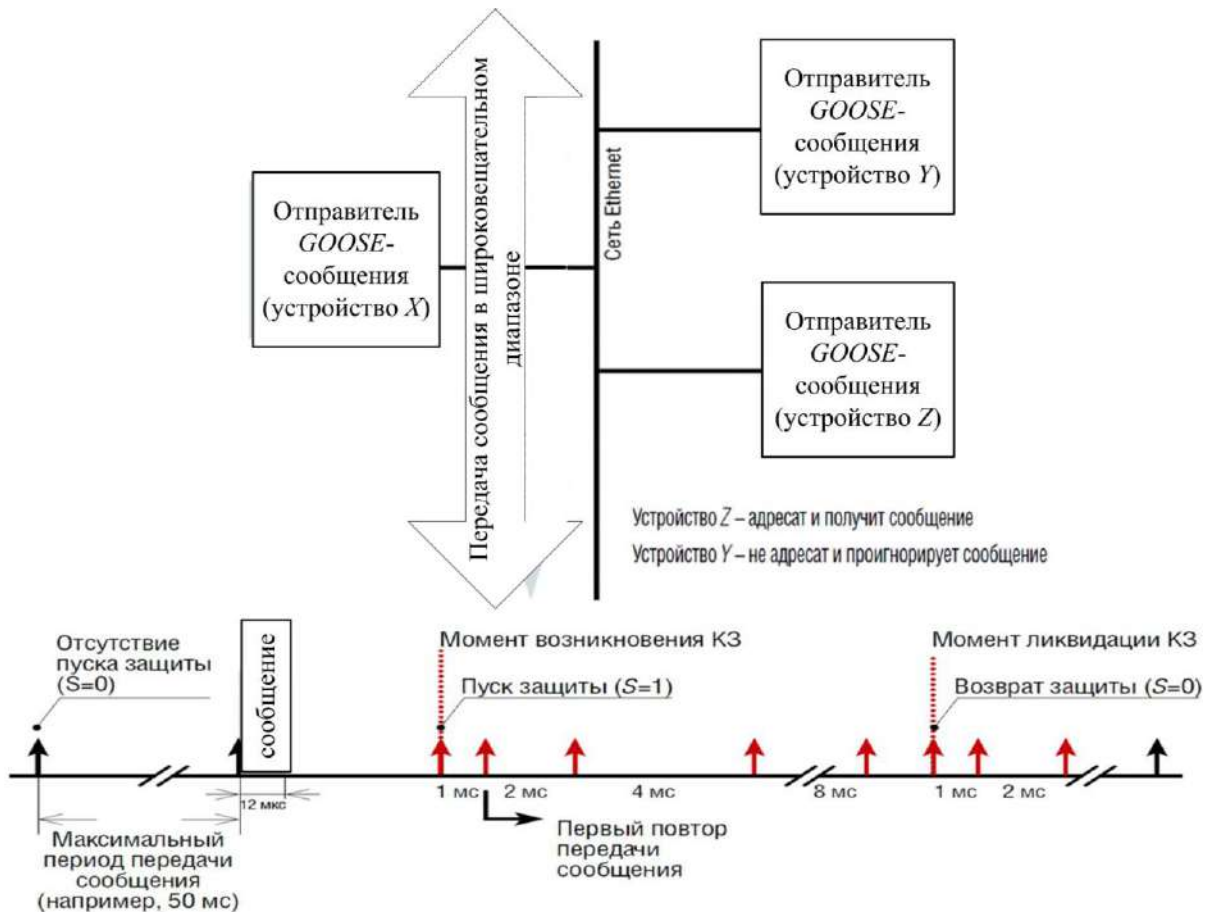 Передача сообщения в широковещательном
диапазоне
Отправитель
GOOSE-
сообщения
(устройство X)
Сеть Ethernet
Отправитель
GOOSE-
сообщения
(устройство Y)
Отправитель
GOOSE-
сообщения
(устройство Z)
Устройство Z – адресат и получит сообщение
Устройство Y – не адресат и проигнорирует сообщение
Отсутствие
пуска защиты
(S=0)
сообщение
Момент возникновения КЗ
Пуск защиты (S=1)
Момент ликвидации КЗ
Возврат защиты (S=0)
12 мкс
1 мс
2 мс
4 мс
8 мс
1 мс
2 мс
Максимальный
период передачи
сообщения
(например, 50 мс)
Первый повтор
передачи
сообщения